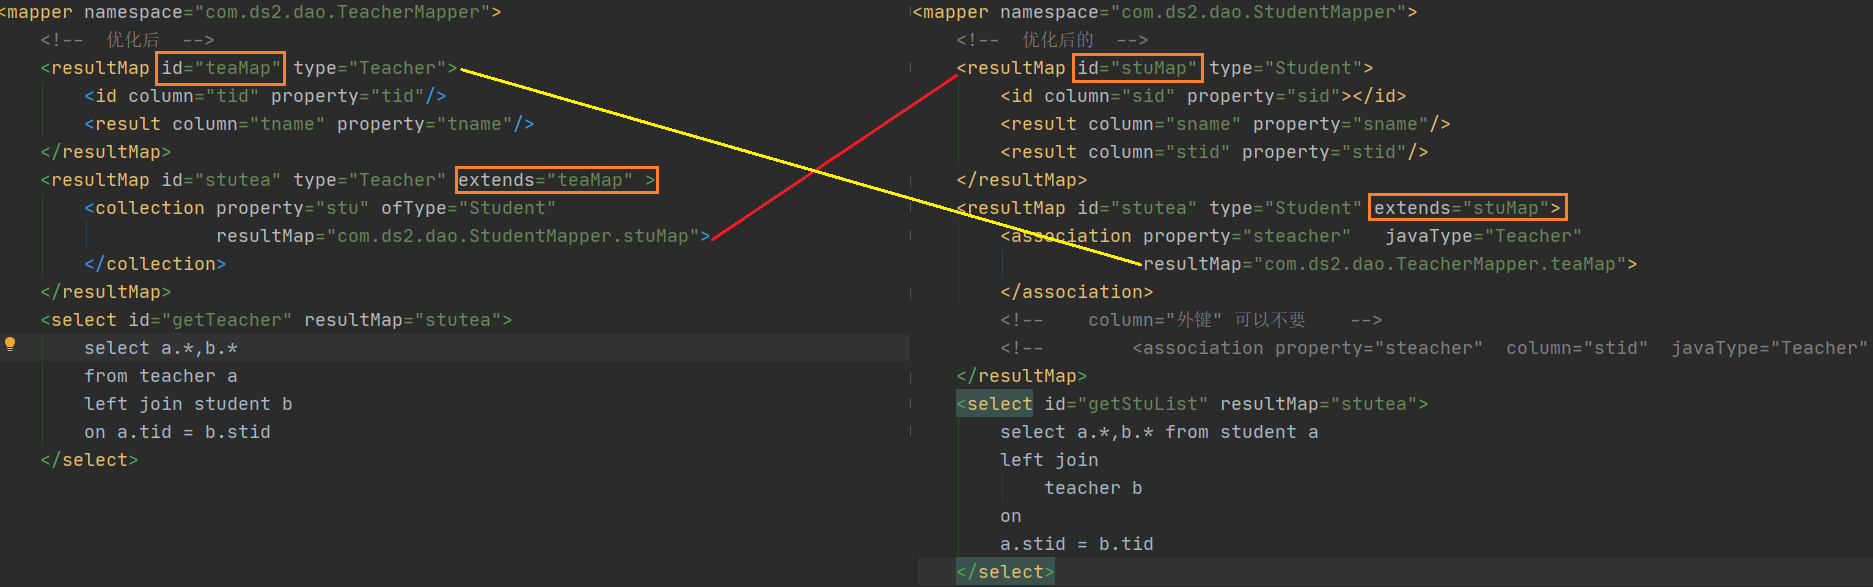 <mapper namespace="com.ds2.dao.TeacherMapper">
<!--  优化后  -->
<resultMap id="teaMap" type="Teacher">
<id column="tid" property="tid"/>
<result column="tname" property="tname"/>
</resultMap>
<resultMap id="stutea" type="Teacher" extends="teaMap" >
<collection property="stu" ofType="Student"
resultMap="com.ds2.dao.StudentMapper.stuMap">
</collection>
</resultMap>
<select id="getTeacher" resultMap="stutea">
select a.*,b.*
from teacher a
left join student b
on a.tid = b.stid
</select>
<mapper namespace="com.ds2.dao.StudentMapper">
<!--  优化后的  -->
<resultMap id="stuMap" type="Student">
<id column="sid" property="sid"></id>
<result column="sname" property="sname"/>
<result column="stid" property="stid"/>
</resultMap>
<resultMap id="stutea" type="Student" extends="stuMap">
<association property="steacher"   javaType="Teacher"
resultMap="com.ds2.dao.TeacherMapper.teaMap">
</association>
<!--    column="外键" 可以不要    -->
<!--        <association property="steacher"  column="stid"  javaType="Teacher"
</resultMap>
<select id="getStuList" resultMap="stutea">
select a.*,b.* from student a
left join
teacher b
on
a.stid = b.tid
</select>